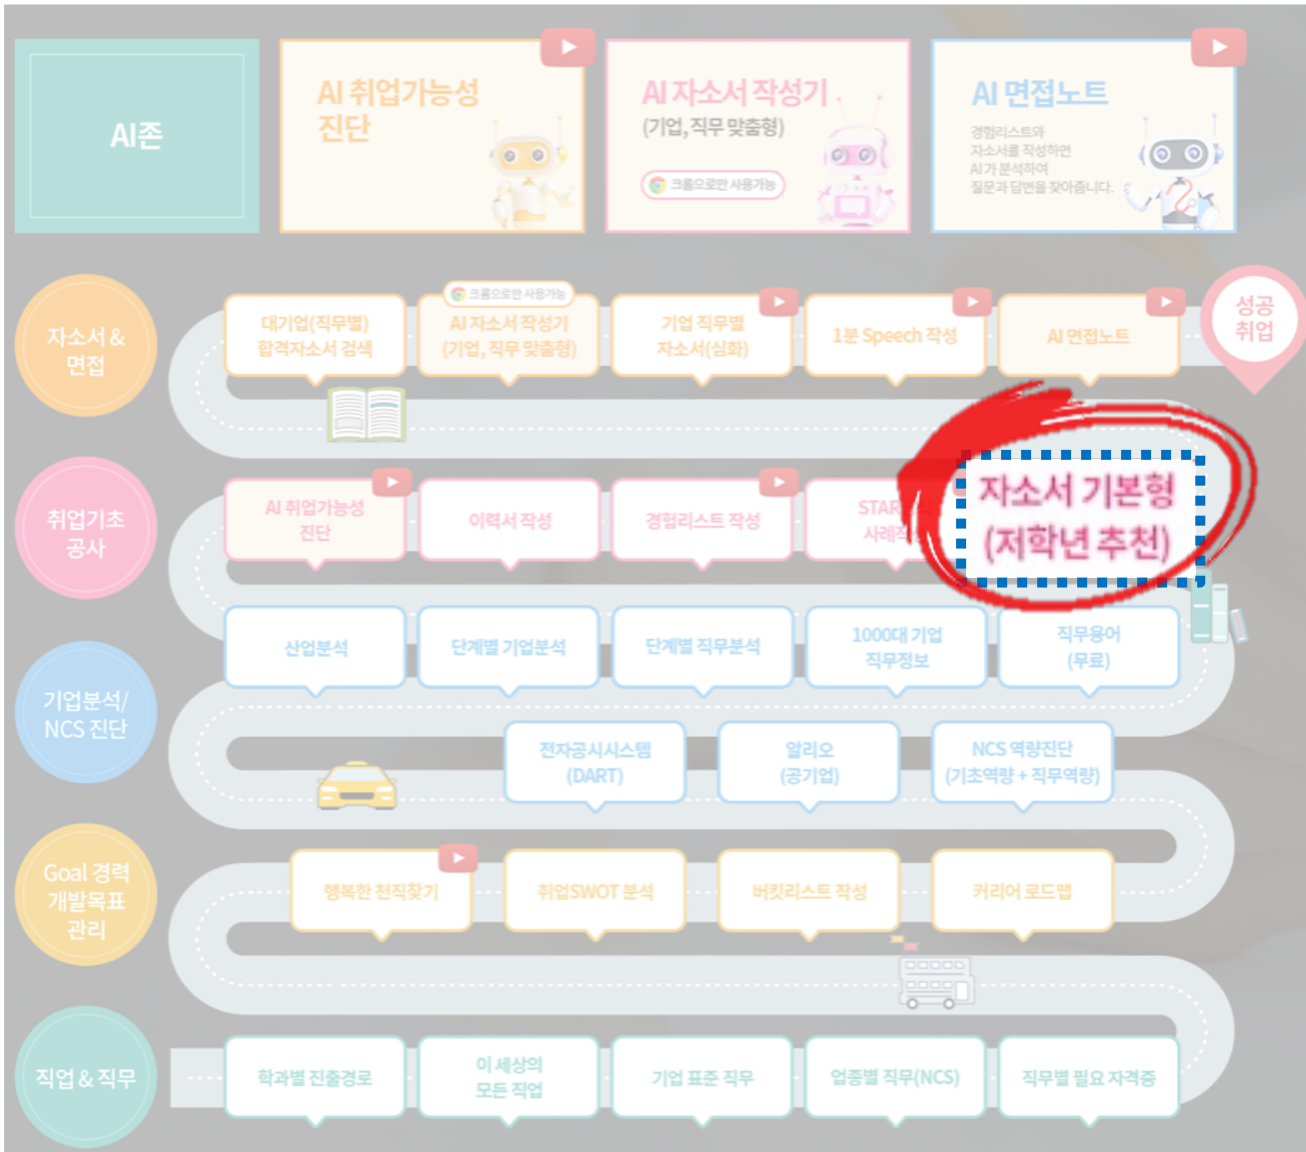 AI존
AI 취업가능성
진단
AI 자소서 작성기
(기업, 직무 맞춤형)
크롬으로만 사용가능
AI 면접노트
경험리스트와
자소서를 작성하면
AI가 분석하여
질문과 답변을 찾아줍니다.
자소서 &
면접
대기업(직무별)
합격자소서 검색
크롬으로만 사용가능
AI 자소서 작성기
(기업, 직무 맞춤형)
기업 직무별
자소서(심화)
1분 Speech 작성
AI 면접노트
성공
취업
취업기초
공사
AI 취업가능성
진단
이력서 작성
경험리스트 작성
STAR
사례작
자소서 기본형
(저학년 추천)
기업분석/
NCS 진단
산업분석
단계별 기업분석
단계별 직무분석
1000대 기업
직무정보
직무용어
(무료)
전자공시시스템
(DART)
알리오
(공기업)
NCS 역량진단
(기초역량 + 직무역량)
Goal 경력
개발목표
관리
행복한 천직찾기
취업SWOT 분석
버킷리스트 작성
커리어 로드맵
직업 & 직무
학과별 진출경로
이 세상의
모든 직업
기업 표준 직무
업종별 직무(NCS)
직무별 필요 자격증